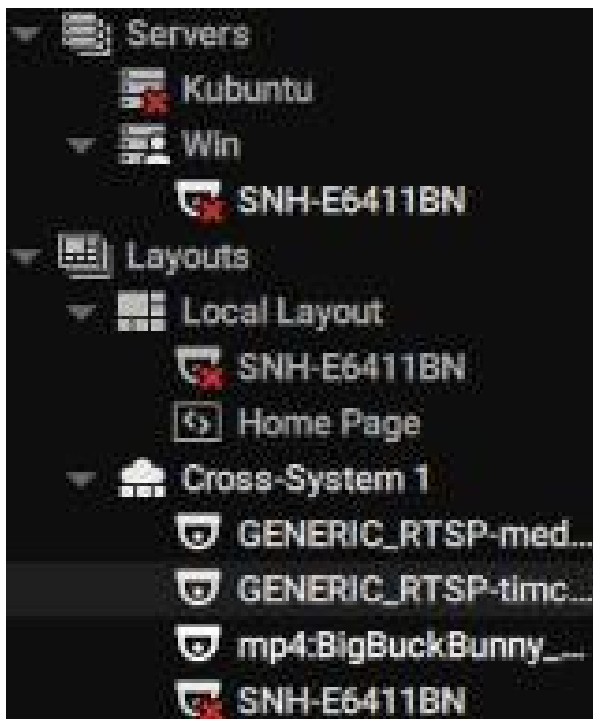 Servers
Kubuntu
Win
SNH-E6411BN
Layouts
Local Layout
SNH-E6411BN
Home Page
Cross-System 1
GENERIC_RTSP-med...
GENERIC_RTSP-timc...
mp4:BigBuckBunny_...
SNH-E6411BN